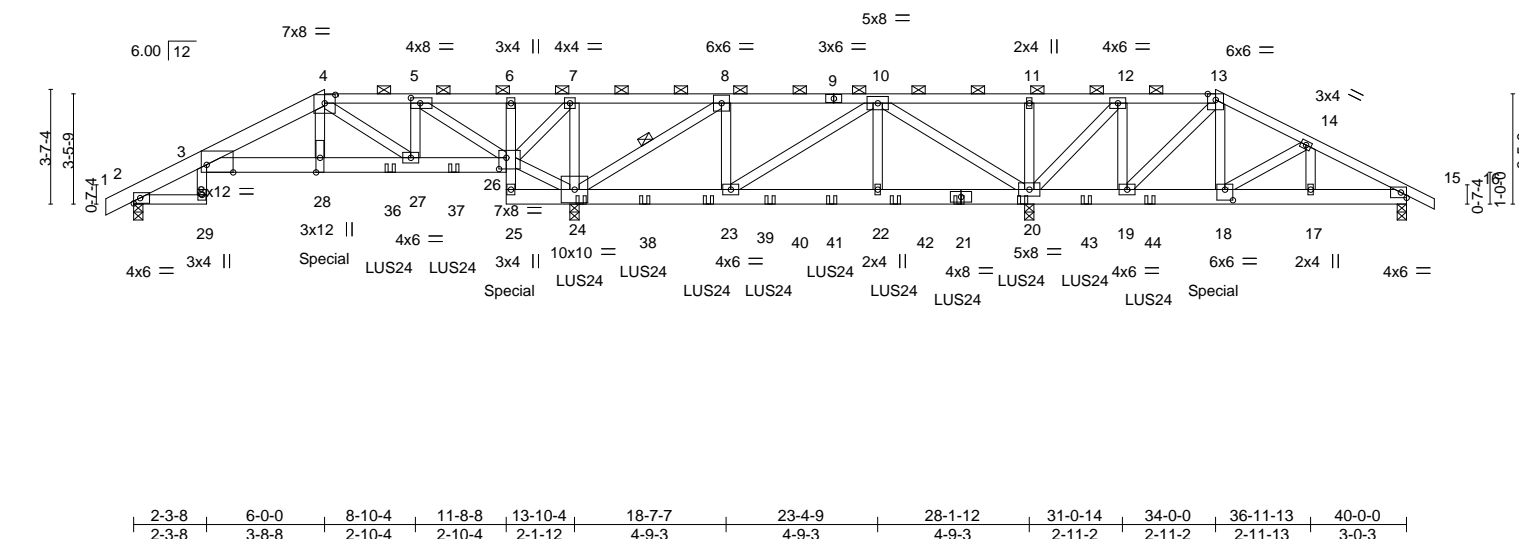 5x8
7x8
6.00 12
4x8 3x4 4x4 6x6 3x6 2x4 4x6 6x6
4 5 6 7 8 9 10 11 12 13
3x4
14
3-7-4
3-5-9
0-7-4
1 2 3
8x12
15 16
0-7-4
1-0-0
26
28 36 27 37 7x8
29 3x12 4x6 25 24 38 23 39 40 41 22 42 21 20 43 19 44 18 17
3x4 Special LUS24 LUS24 3x4 10x10 LUS24 4x6 LUS24 2x4 4x8 5x8 LUS24 4x6 6x6 2x4 4x6
4x6
Special LUS24 LUS24 LUS24 LUS24 LUS24 LUS24 LUS24 Special
2-3-8 6-0-0 8-10-4 11-8-8 13-10-4 18-7-7 23-4-9 28-1-12 31-0-14 34-0-0 36-11-13 40-0-0
2-3-8 3-8-8 2-10-4 2-10-4 2-1-12 4-9-3 4-9-3 4-9-3 2-11-2 2-11-2 2-11-13 3-0-3